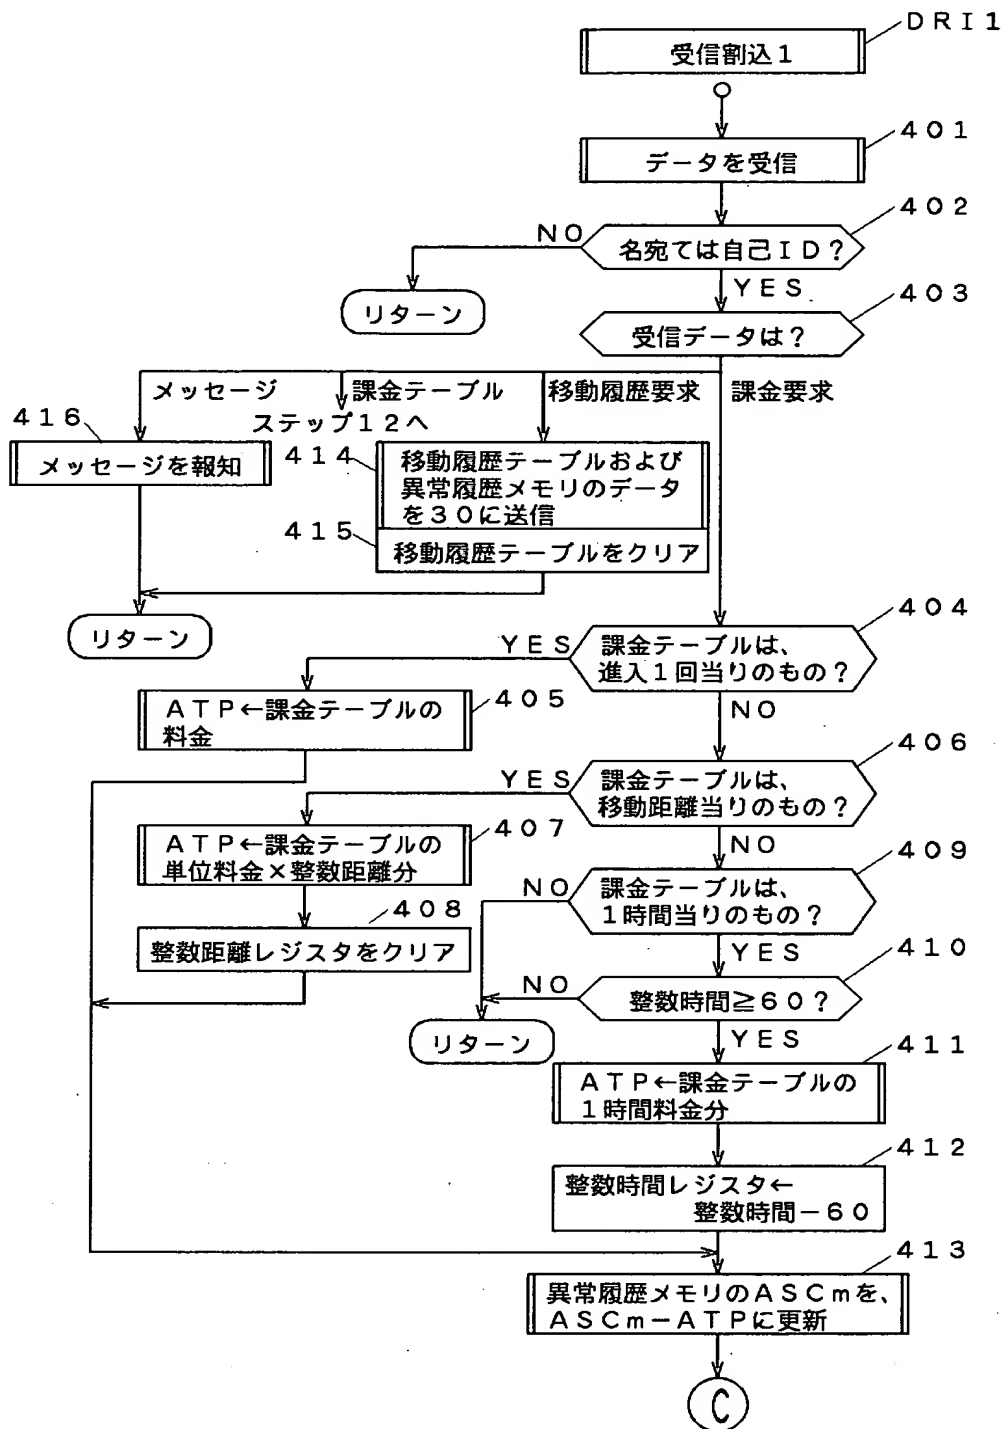 DRI1
受信割込1
401
データを受信
402
NO
名宛ては自己ID?
YES
403
リターン
受信データは?
メッセージ
課金テーブル
移動履歴要求
課金要求
ステップ12へ
416
メッセージを報知
414
移動履歴テーブルおよび
異常履歴メモリのデータ
を30に送信
415
移動履歴テーブルをクリア
リターン
404
YES
課金テーブルは、
進入1回当りのもの?
NO
405
ATP←課金テーブルの
料金
406
YES
課金テーブルは、
移動距離当りのもの?
NO
407
ATP←課金テーブルの
単位料金×整数距離分
409
NO
課金テーブルは、
1時間当りのもの?
YES
408
整数距離レジスタをクリア
410
NO
整数時間≧60?
YES
リターン
411
ATP←課金テーブルの
1時間料金分
412
整数時間レジスタ←
整数時間-60
413
異常履歴メモリのASCmを、
ASCm-ATPに更新
C